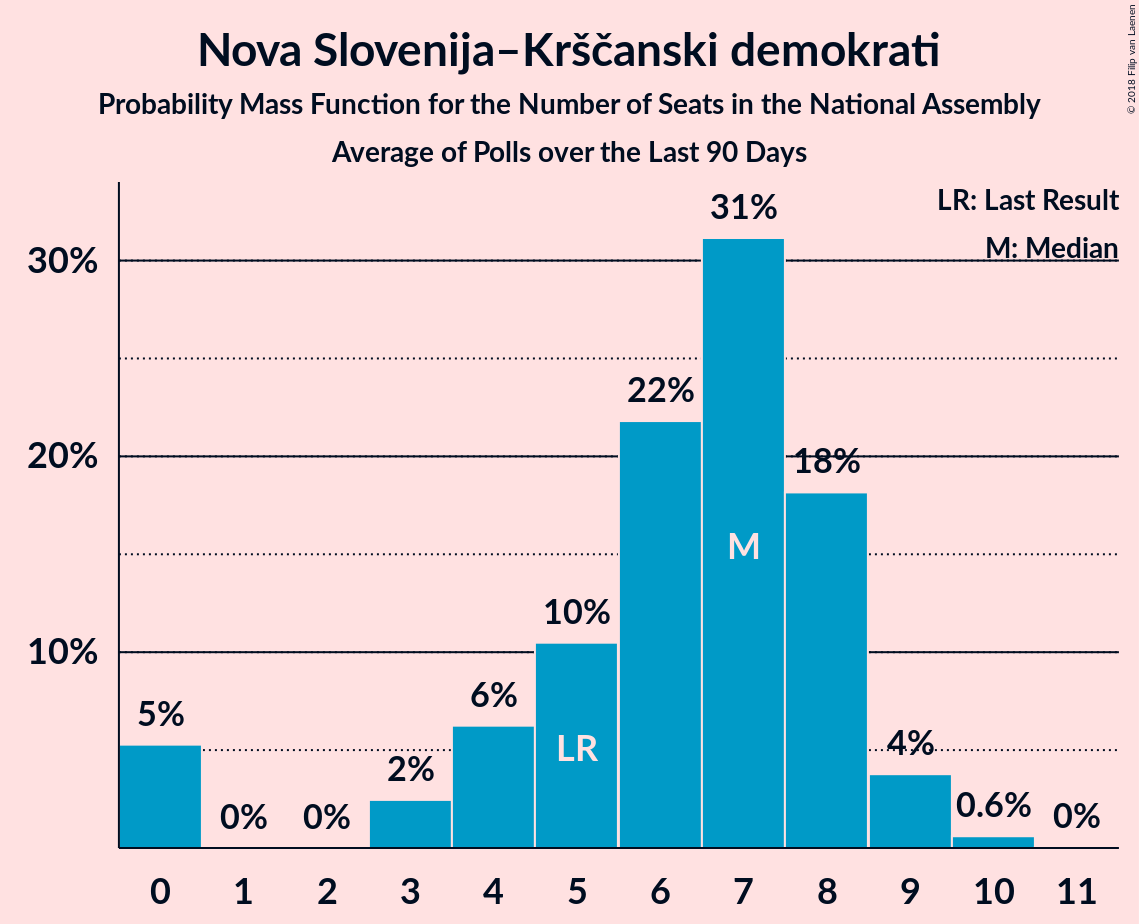 Nova Slovenija–Krščanski demokrati
Probability Mass Function for the Number of Seats in the National Assembly
Average of Polls over the Last 90 Days
© 2018 Filip van Laenen
LR: Last Result
M: Median
30%
20%
10%
5%
0%
0%
2%
6%
10%
22%
31%
18%
4%
0.6%
0%
LR
M
0 1 2 3 4 5 6 7 8 9 10 11